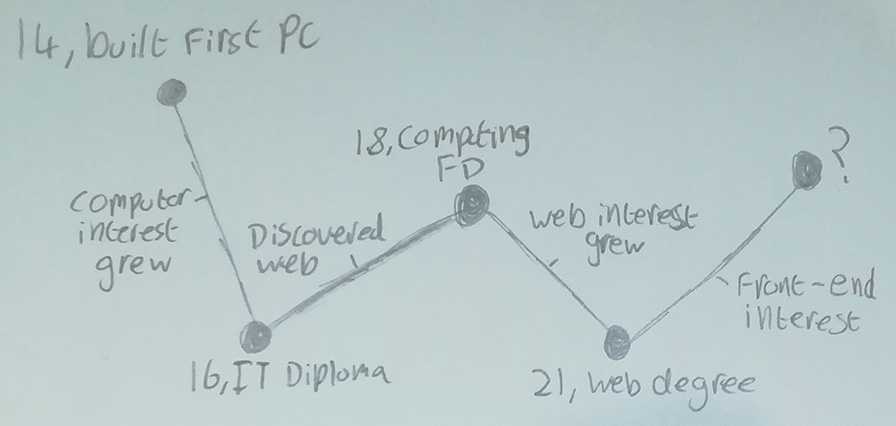 14, built First PC
computer
interest
grew
16, IT Diploma
Discovered
web
18, Computing
FD
web interest
grew
21, web degree
Front-end
interest
?